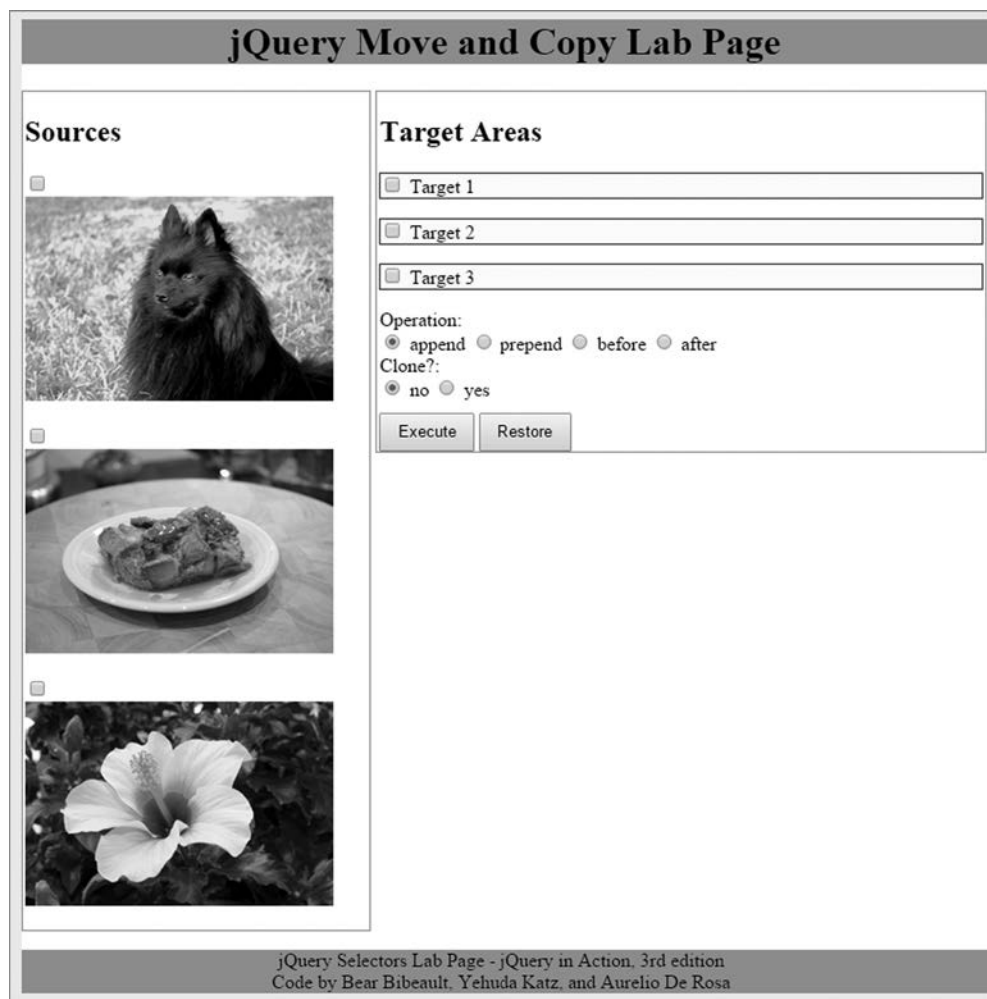 jQuery Move and Copy Lab Page
Sources
Target Areas
Target 1
Target 2
Target 3
Operation:
append prepend before after
Clone?:
no yes
Execute Restore
jQuery Selectors Lab Page - jQuery in Action, 3rd edition
Code by Bear Bibeault, Yehuda Katz, and Aurelio De Rosa